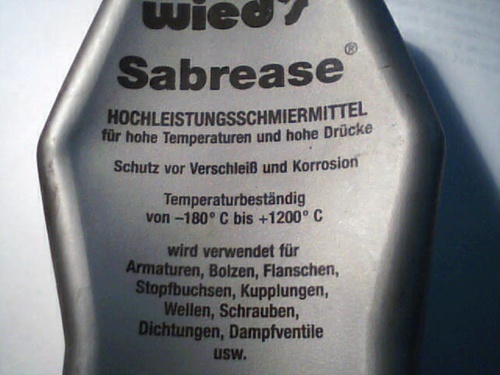 wieds
Sabrease®
HOCHLEISTUNGSSCHMIERMITTEL
für hohe Temperaturen und hohe Drücke
Schutz vor Verschleiß und Korrosion
Temperaturbeständig
von –180° C bis +1200° C
wird verwendet für
Armaturen, Bolzen, Flanschen,
Stopfbuchsen, Kupplungen,
Wellen, Schrauben,
Dichtungen, Dampfventile
usw.